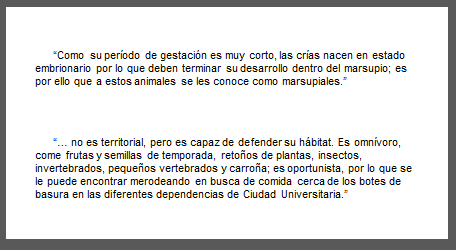 “Como su período de gestación es muy corto, las crías nacen en estado
embrionario por lo que deben terminar su desarrollo dentro del marsupio; es
por ello que a estos animales se les conoce como marsupiales.”
“… no es territorial, pero es capaz de defender su hábitat. Es omnívoro,
come frutas y semillas de temporada, retoños de plantas, insectos,
invertebrados, pequeños vertebrados y carroña; es oportunista, por lo que se
le puede encontrar merodeando en busca de comida cerca de los botes de
basura en las diferentes dependencias de Ciudad Universitaria.”